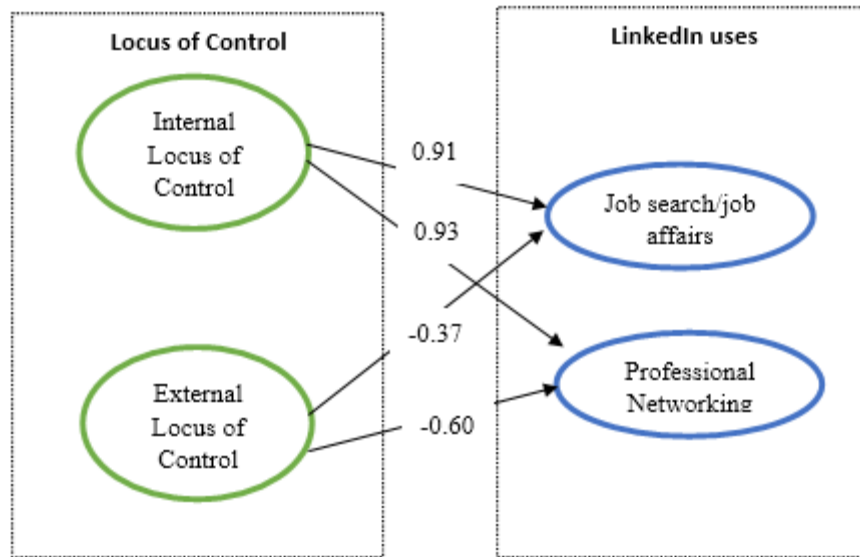 Locus of Control
Internal
Locus of
Control
External
Locus of
Control
0.91
0.93
-0.37
-0.60
LinkedIn uses
Job search/job
affairs
Professional
Networking